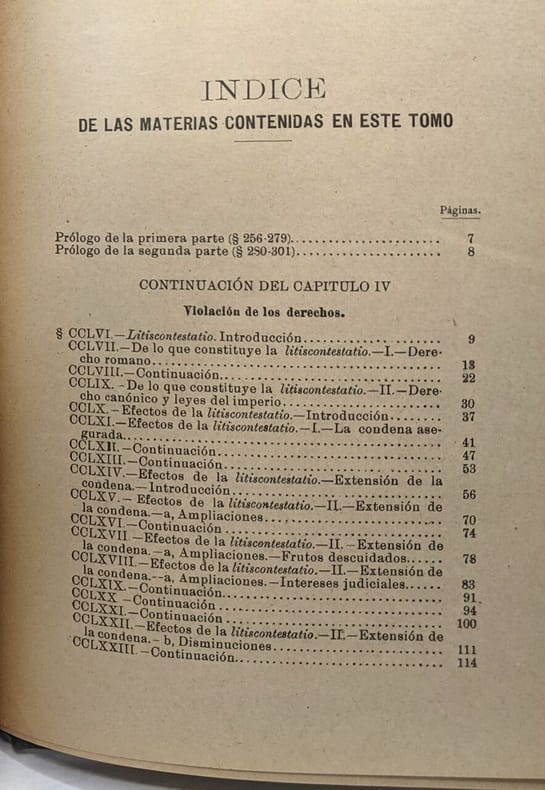 INDICE
DE LAS MATERIAS CONTENIDAS EN ESTE TOMO
Páginas.
Prólogo de la primera parte (§ 256-279)........................ 7
Prólogo de la segunda parte (§ 280-301)...................... 8
CONTINUACIÓN DEL CAPITULO IV
Violación de los derechos.
§ CCLVI.—Litiscontestatio. Introducción...................... 9
CCLVII.—De lo que constituye la litiscontestatio.—I.—Dere-
cho romano............................................ 13
CCLVIII.—Continuación................................ 22
CCLIX.-De lo que constituye la litiscontestatio.—II.—Dere-
cho canónico y leyes del imperio......................... 30
CCLX.—Efectos de la litiscontestatio.—Introducción........ 37
CCLXI.—Efectos de la litiscontestatio.—I.—La condena ase-
gurada................................................ 41
CCLXII.—Continuación................................ 47
CCLXIII.—Continuación............................... 53
CCLXIV.—Efectos de la litiscontestatio.—Extensión de la
condena.—Introducción............................... 56
CCLXV.—Efectos de la litiscontestatio.—II.—Extensión de
la condena.—a, Ampliaciones........................... 70
CCLXVI.—Continuación............................... 74
CCLXVII.—Efectos de la litiscontestatio.—II.-Extensión de
la condena.—a, Ampliaciones.—Frutos descuidados...... 78
CCLXVIII.—Efectos de la litiscontestatio.—II.—Extensión de
la condena.--a, Ampliaciones.—Intereses judiciales...... 83
CCLXIX.—Continuación............................... 91
CCLXX—Continuación................................ 94
CCLXXI.—Continuación............................... 100
CCLXXII.—Efectos de la litiscontestatio.—II—Extensión de
la condena.-b, Disminuciones.......................... 111
CCLXXIII.—Continuación.............................. 114